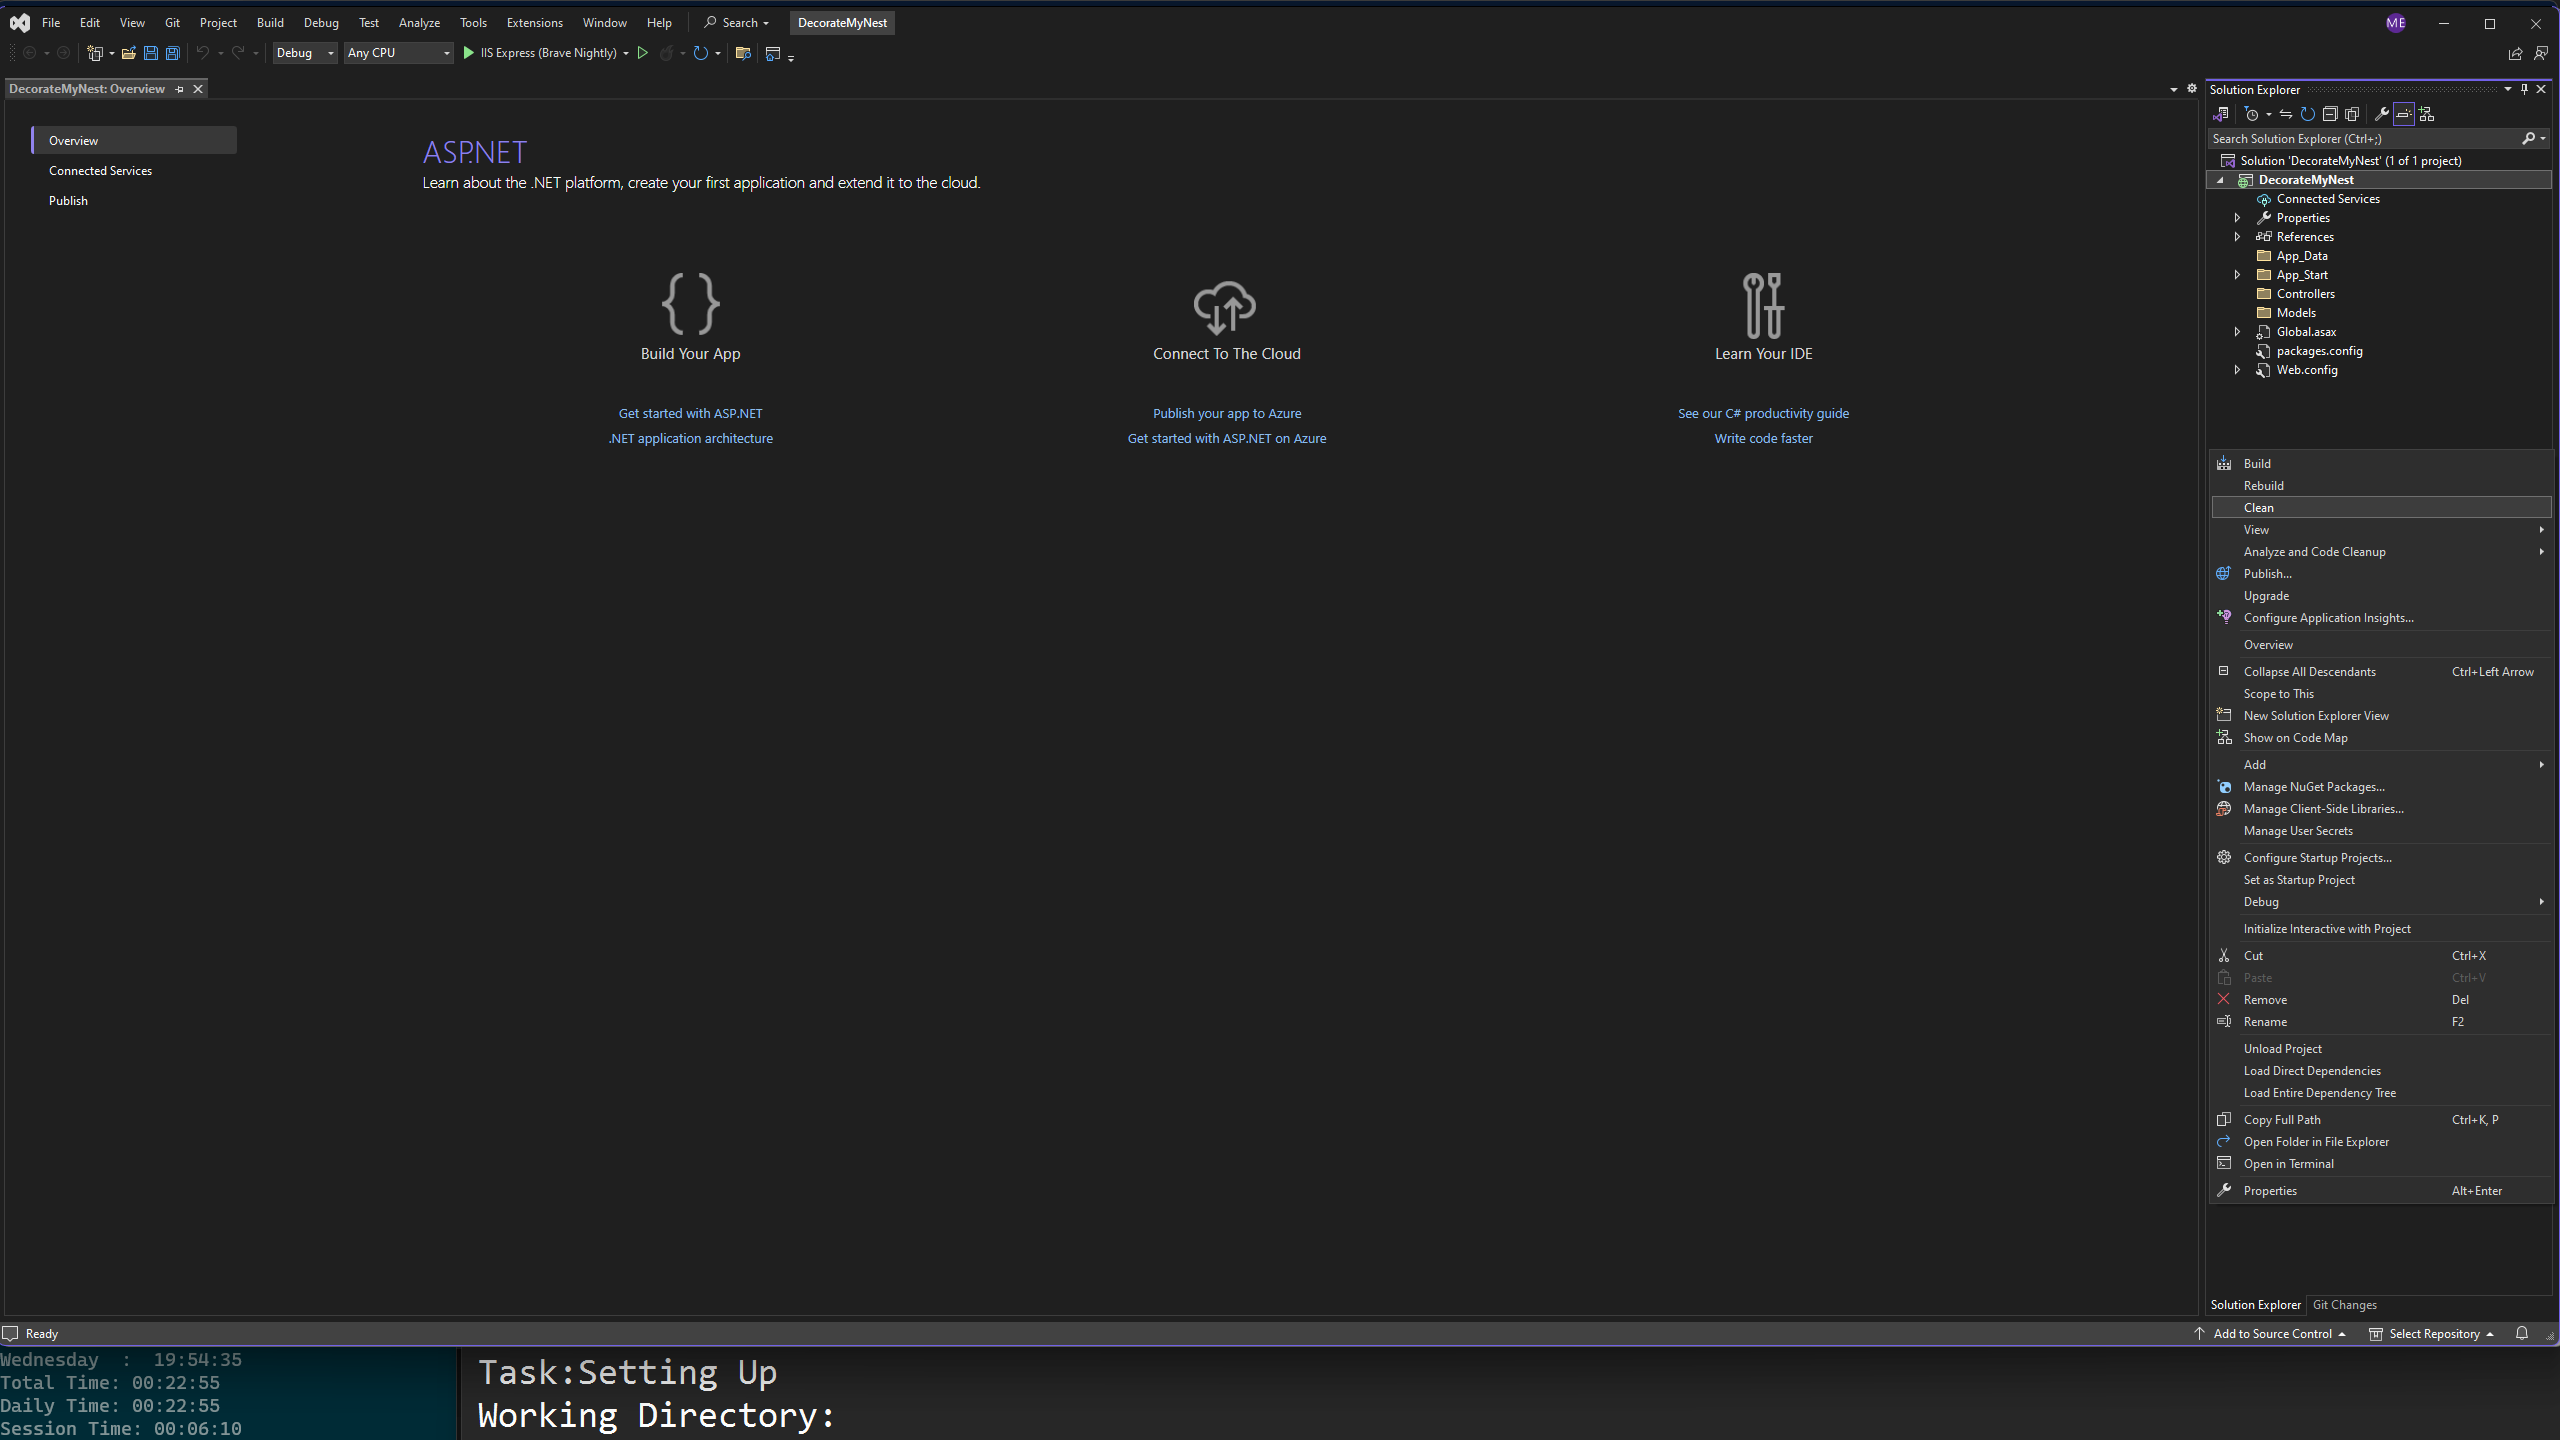 File Edit View Git Project Build Debug Test Analyze Tools Extensions Window Help Search DecorateMyNest ME
Debug Any CPU IIS Express (Brave Nightly)
DecorateMyNest: Overview
Overview
Connected Services
Publish
ASP.NET
Learn about the .NET platform, create your first application and extend it to the cloud.
Build Your App
Get started with ASP.NET
.NET application architecture
Connect To The Cloud
Publish your app to Azure
Get started with ASP.NET on Azure
Learn Your IDE
See our C# productivity guide
Write code faster
Solution Explorer
Search Solution Explorer (Ctrl+;)
Solution 'DecorateMyNest' (1 of 1 project)
DecorateMyNest
Connected Services
Properties
References
App_Data
App_Start
Controllers
Models
Global.asax
packages.config
Web.config
Build
Rebuild
Clean
View
Analyze and Code Cleanup
Publish...
Upgrade
Configure Application Insights...
Overview
Collapse All Descendants Ctrl+Left Arrow
Scope to This
New Solution Explorer View
Show on Code Map
Add
Manage NuGet Packages...
Manage Client-Side Libraries...
Manage User Secrets
Configure Startup Projects...
Set as Startup Project
Debug
Initialize Interactive with Project
Cut Ctrl+X
Paste Ctrl+V
Remove Del
Rename F2
Unload Project
Load Direct Dependencies
Load Entire Dependency Tree
Copy Full Path Ctrl+K, P
Open Folder in File Explorer
Open in Terminal
Properties Alt+Enter
Solution Explorer Git Changes
Ready Add to Source Control Select Repository
Wednesday : 19:54:35
Total Time: 00:22:55
Daily Time: 00:22:55
Session Time: 00:06:10
Task:Setting Up
Working Directory: